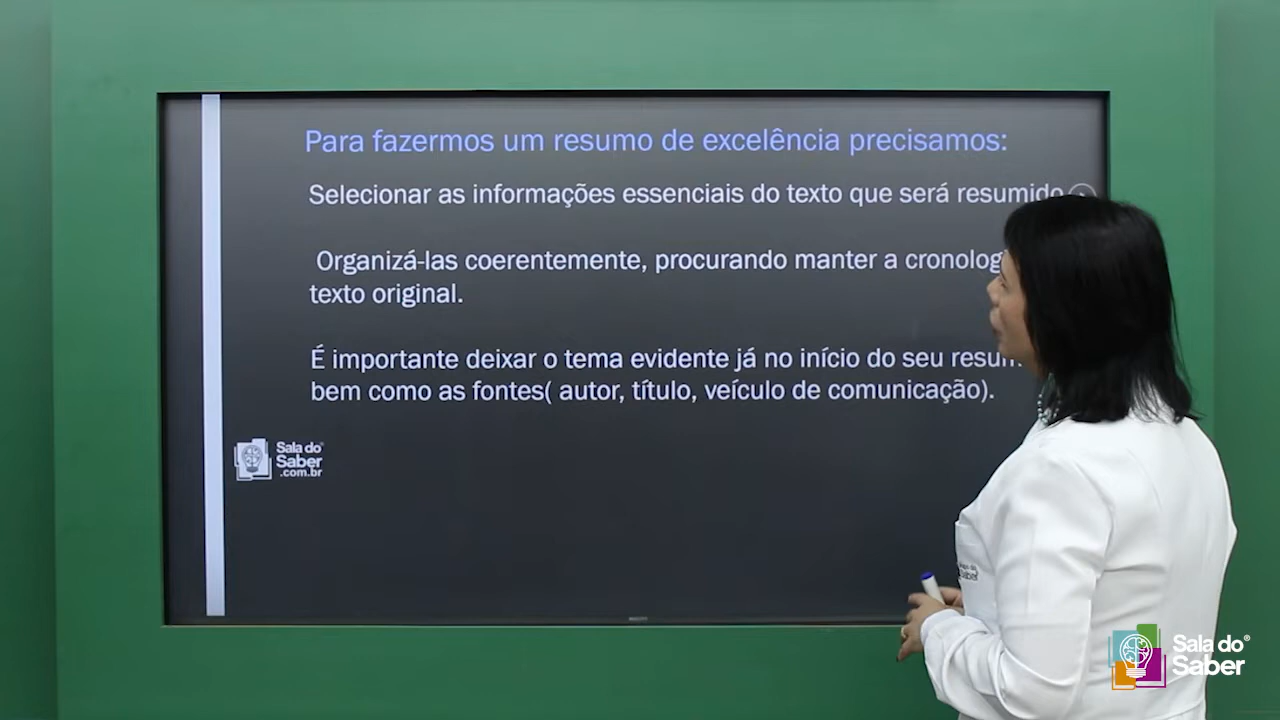 Para fazermos um resumo de excelência precisamos:
Selecionar as informações essenciais do texto que será resumido
Organizá-las coerentemente, procurando manter a
texto original.
É importante deixar o tema evidente já no início do seu
bem como as fontes( autor, título, veículo de comunicação).
Sala do
Saber
.com.br
Saber
Sala do
Saber